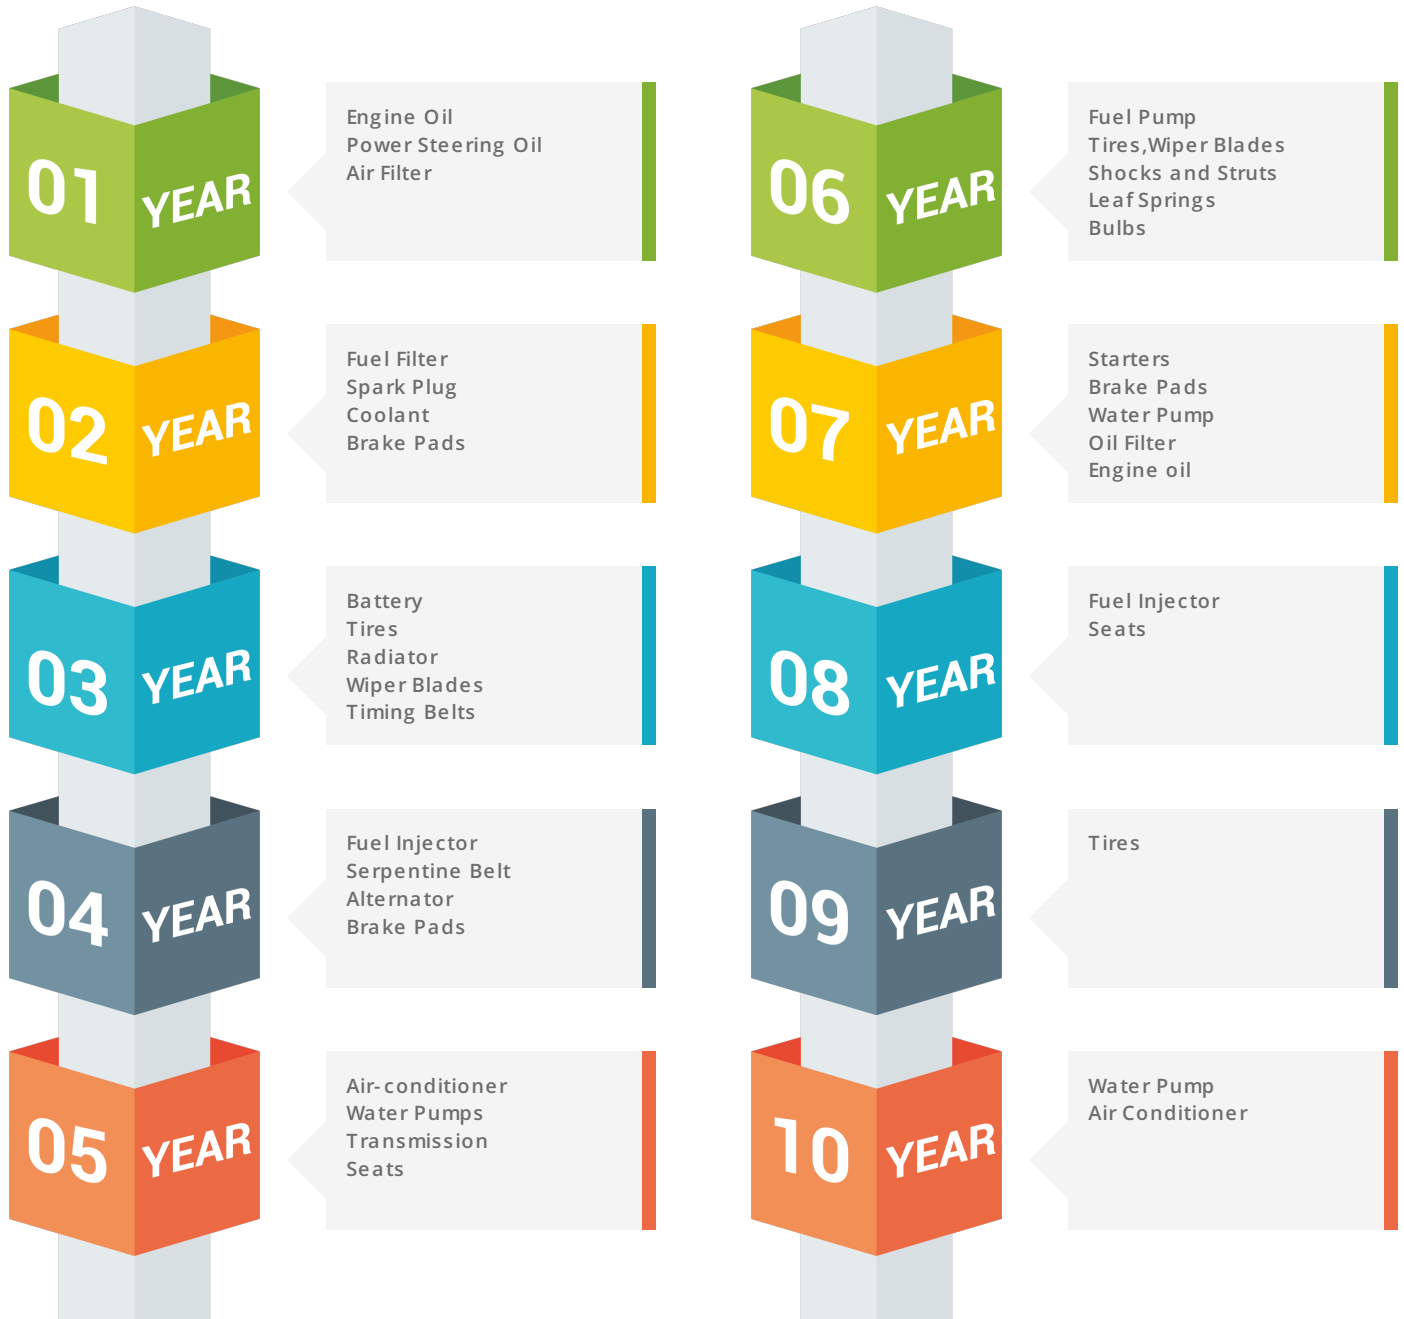 01 YEAR
Engine Oil
Power Steering Oil
Air Filter
02 YEAR
Fuel Filter
Spark Plug
Coolant
Brake Pads
03 YEAR
Battery
Tires
Radiator
Wiper Blades
Timing Belts
04 YEAR
Fuel Injector
Serpentine Belt
Alternator
Brake Pads
05 YEAR
Air-conditioner
Water Pumps
Transmission
Seats
06 YEAR
Fuel Pump
Tires,Wiper Blades
Shocks and Struts
Leaf Springs
Bulbs
07 YEAR
Starters
Brake Pads
Water Pump
Oil Filter
Engine oil
08 YEAR
Fuel Injector
Seats
09 YEAR
Tires
10 YEAR
Water Pump
Air Conditioner